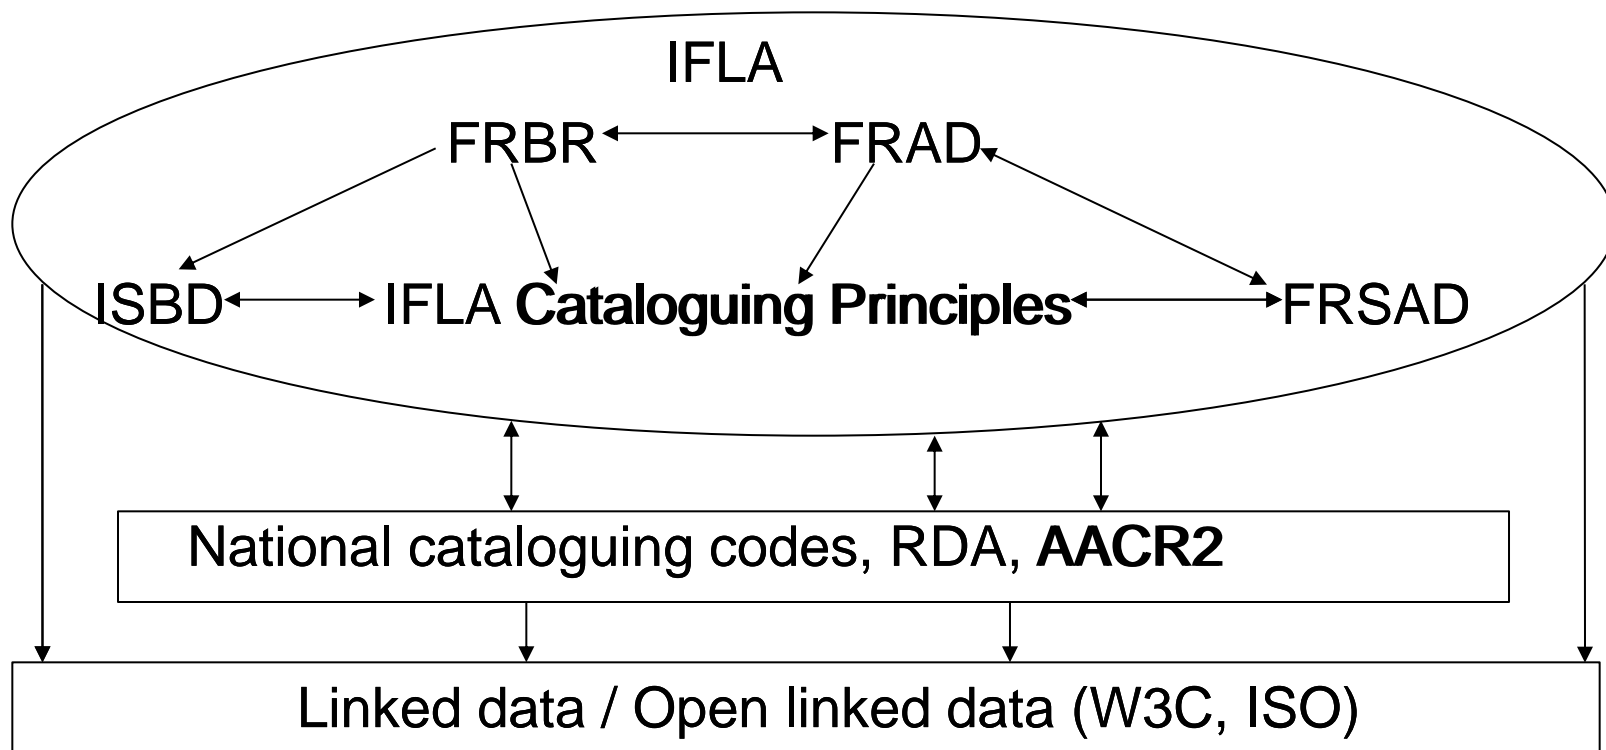 IFLA
FRBR FRAD
ISBD IFLA Cataloguing Principles FRSAD
National cataloguing codes, RDA, AACR2
Linked data / Open linked data (W3C, ISO)